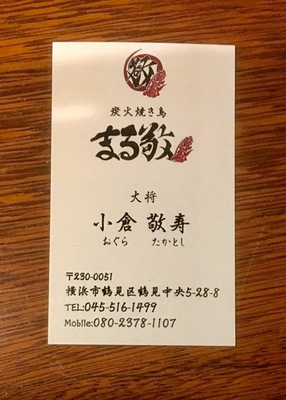 敬
炭火焼き鳥
まる敬
大将
小倉 敬寿
おぐら たかとし
〒230-0051
横浜市鶴見区鶴見中央5-28-8
TEL:045-516-1499
Mobile:080-2378-1107